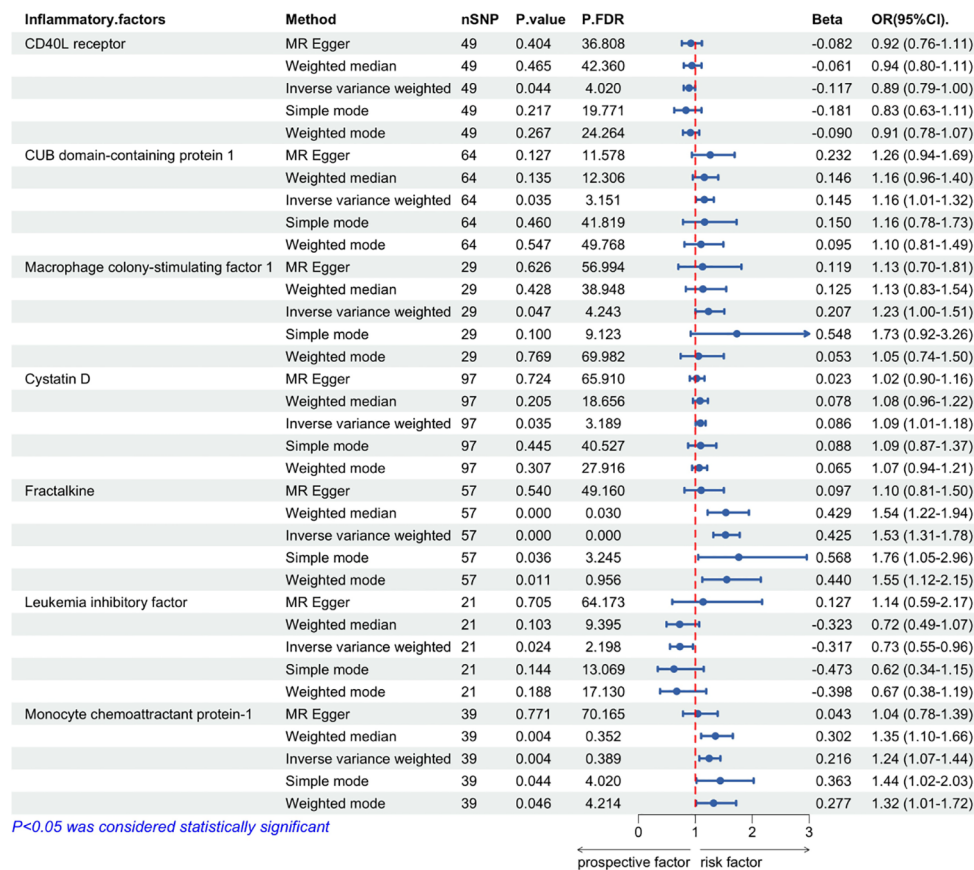 Inflammatory.factors Method nSNP P.value P.FDR Beta OR(95%CI).
CD40L receptor MR Egger 49 0.404 36.808 -0.082 0.92 (0.76-1.11)
Weighted median 49 0.465 42.360 -0.061 0.94 (0.80-1.11)
Inverse variance weighted 49 0.044 4.020 -0.117 0.89 (0.79-1.00)
Simple mode 49 0.217 19.771 -0.181 0.83 (0.63-1.11)
Weighted mode 49 0.267 24.264 -0.090 0.91 (0.78-1.07)
CUB domain-containing protein 1 MR Egger 64 0.127 11.578 0.232 1.26 (0.94-1.69)
Weighted median 64 0.135 12.306 0.146 1.16 (0.96-1.40)
Inverse variance weighted 64 0.035 3.151 0.145 1.16 (1.01-1.32)
Simple mode 64 0.460 41.819 0.150 1.16 (0.78-1.73)
Weighted mode 64 0.547 49.768 0.095 1.10 (0.81-1.49)
Macrophage colony-stimulating factor 1 MR Egger 29 0.626 56.994 0.119 1.13 (0.70-1.81)
Weighted median 29 0.428 38.948 0.125 1.13 (0.83-1.54)
Inverse variance weighted 29 0.047 4.243 0.207 1.23 (1.00-1.51)
Simple mode 29 0.100 9.123 0.548 1.73 (0.92-3.26)
Weighted mode 29 0.769 69.982 0.053 1.05 (0.74-1.50)
Cystatin D MR Egger 97 0.724 65.910 0.023 1.02 (0.90-1.16)
Weighted median 97 0.205 18.656 0.078 1.08 (0.96-1.22)
Inverse variance weighted 97 0.035 3.189 0.086 1.09 (1.01-1.18)
Simple mode 97 0.445 40.527 0.088 1.09 (0.87-1.37)
Weighted mode 97 0.307 27.916 0.065 1.07 (0.94-1.21)
Fractalkine MR Egger 57 0.540 49.160 0.097 1.10 (0.81-1.50)
Weighted median 57 0.000 0.030 0.429 1.54 (1.22-1.94)
Inverse variance weighted 57 0.000 0.000 0.425 1.53 (1.31-1.78)
Simple mode 57 0.036 3.245 0.568 1.76 (1.05-2.96)
Weighted mode 57 0.011 0.956 0.440 1.55 (1.12-2.15)
Leukemia inhibitory factor MR Egger 21 0.705 64.173 0.127 1.14 (0.59-2.17)
Weighted median 21 0.103 9.395 -0.323 0.72 (0.49-1.07)
Inverse variance weighted 21 0.024 2.198 -0.317 0.73 (0.55-0.96)
Simple mode 21 0.144 13.069 -0.473 0.62 (0.34-1.15)
Weighted mode 21 0.188 17.130 -0.398 0.67 (0.38-1.19)
Monocyte chemoattractant protein-1 MR Egger 39 0.771 70.165 0.043 1.04 (0.78-1.39)
Weighted median 39 0.004 0.352 0.302 1.35 (1.10-1.66)
Inverse variance weighted 39 0.004 0.389 0.216 1.24 (1.07-1.44)
Simple mode 39 0.044 4.020 0.363 1.44 (1.02-2.03)
Weighted mode 39 0.046 4.214 0.277 1.32 (1.01-1.72)
P<0.05 was considered statistically significant
0 1 2 3
prospective factor risk factor